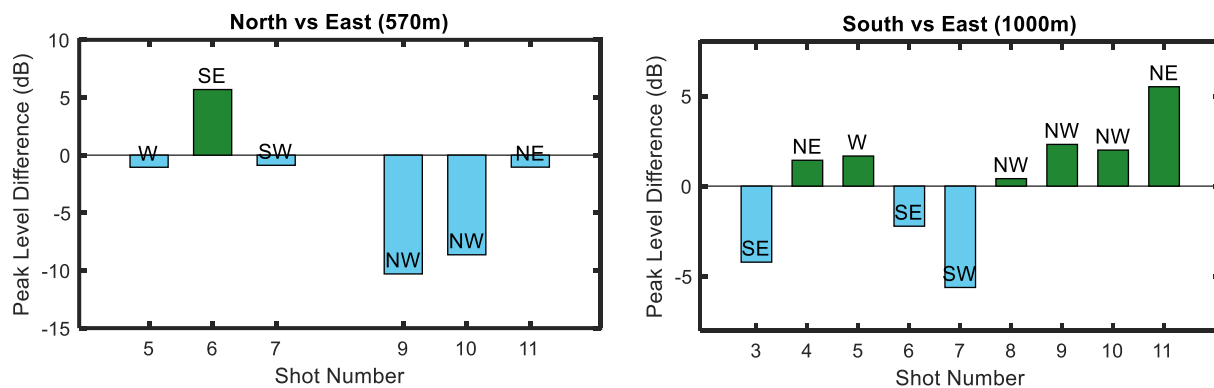 North vs East (570m)
Peak Level Difference (dB)
10
5
0
-5
-10
-15
W
SE
SW
NW
NW
NE
5 6 7 9 10 11
Shot Number
South vs East (1000m)
Peak Level Difference (dB)
5
0
-5
SE
NE
W
SE
SW
NW
NW
NW
NE
3 4 5 6 7 8 9 10 11
Shot Number